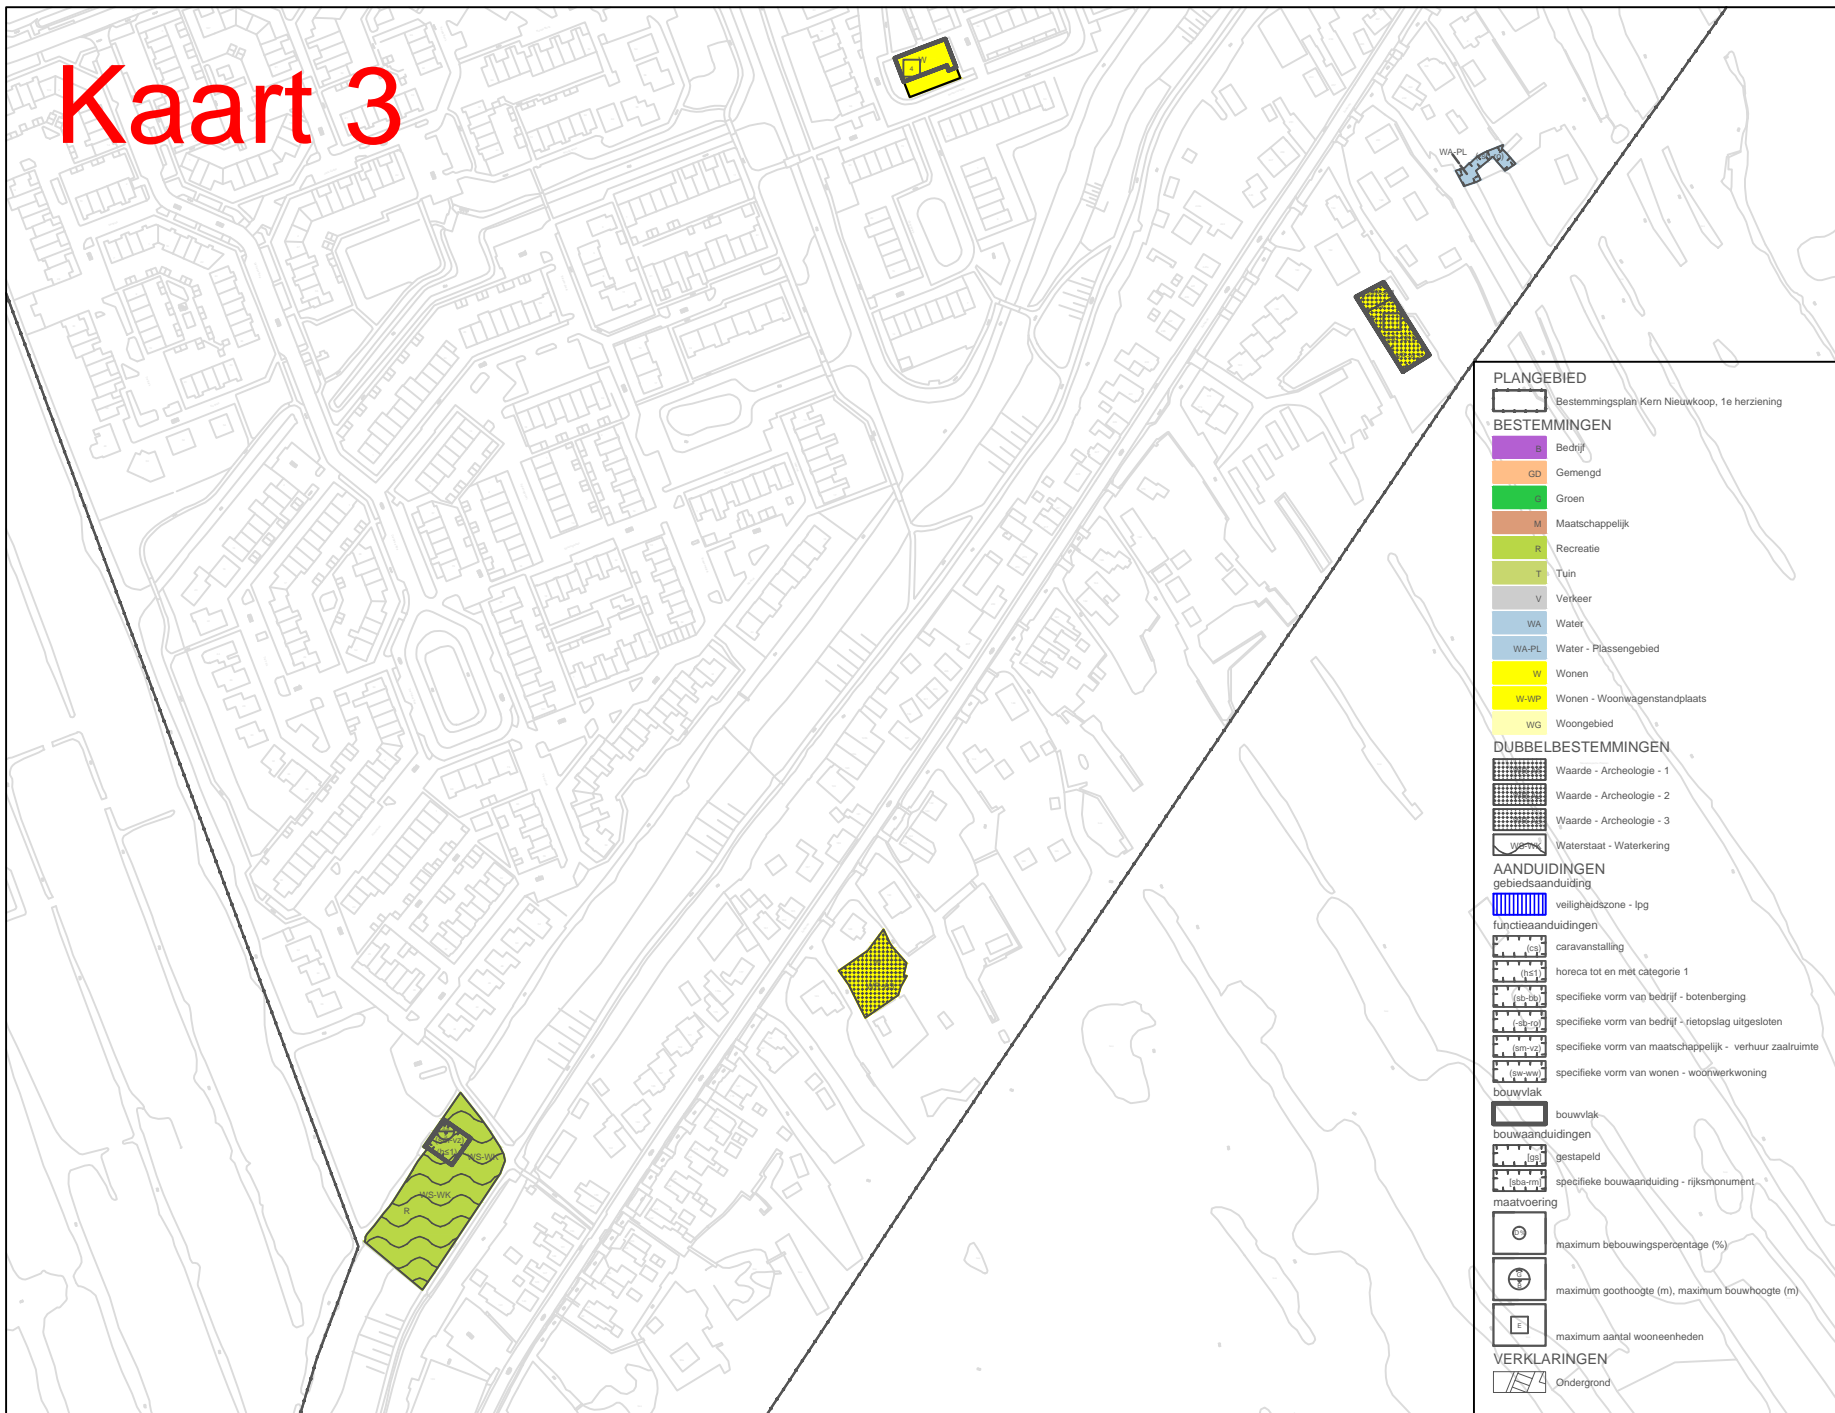 Kaart 3
4
WA-PL
WS-WK
(h≤1)
WS-WK
R
PLANGEBIED
Bestemmingsplan Kern Nieuwkoop, 1e herziening
BESTEMMINGEN
B Bedrijf
GD Gemengd
G Groen
M Maatschappelijk
R Recreatie
T Tuin
V Verkeer
WA Water
WA-PL Water - Plassengebied
W Wonen
W-WP Wonen - Woonwagenstandplaats
WG Woongebied
DUBBELBESTEMMINGEN
Waarde - Archeologie - 1
Waarde - Archeologie - 2
Waarde - Archeologie - 3
WS-WK Waterstaat - Waterkering
AANDUIDINGEN
gebiedsaanduiding
veiligheidszone - lpg
functieaanduidingen
(cs) caravanstalling
(h≤1) horeca tot en met categorie 1
(sb-bb) specifieke vorm van bedrijf - botenberging
(-sb-ro) specifieke vorm van bedrijf - rietopslag uitgesloten
(sm-vz) specifieke vorm van maatschappelijk - verhuur zaalruimte
(sw-ww) specifieke vorm van wonen - woonwerkwoning
bouwvlak
bouwvlak
bouwaanduidingen
[gs] gestapeld
[sba-rm] specifieke bouwaanduiding - rijksmonument
maatvoering
maximum bebouwingspercentage (%)
maximum goothoogte (m), maximum bouwhoogte (m)
E maximum aantal wooneenheden
VERKLARINGEN
Ondergrond